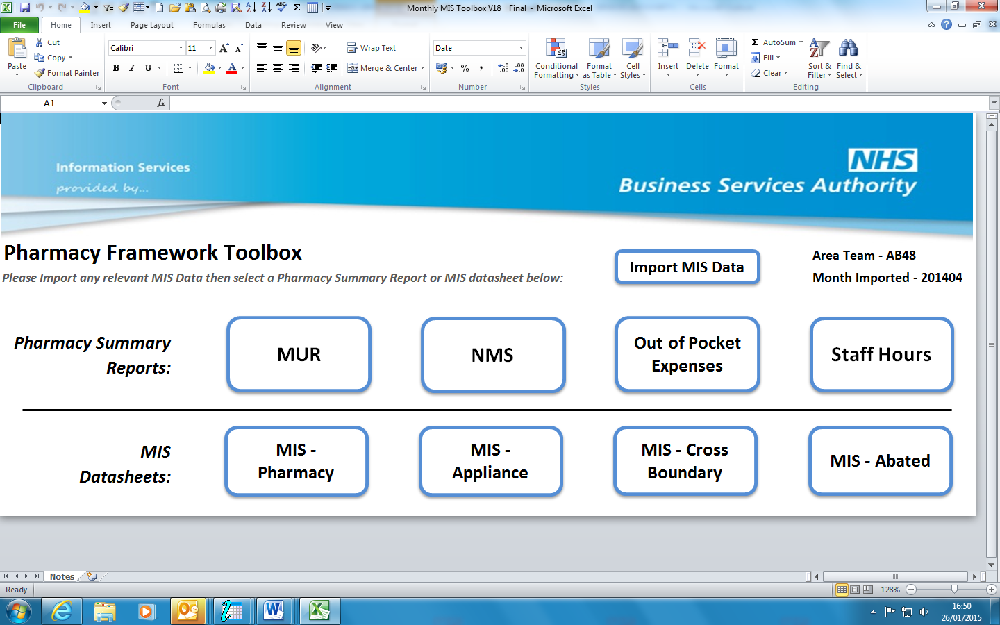 Monthly MIS Toolbox V18 _ Final - Microsoft Excel
File Home Insert Page Layout Formulas Data Review View
Paste
Cut
Copy
Format Painter
Clipboard
Calibri 11
B I U
Font
Wrap Text
Merge & Center
Alignment
Date
Number
Conditional Formatting
Format as Table
Cell Styles
Styles
Insert Delete Format
Cells
Σ AutoSum
Fill
Clear
Sort & Filter
Find & Select
Editing
A1
fx
Information Services
provided by...
NHS
Business Services Authority
Pharmacy Framework Toolbox
Please Import any relevant MIS Data then select a Pharmacy Summary Report or MIS datasheet below:
Import MIS Data
Area Team - AB48
Month Imported - 201404
Pharmacy Summary
Reports:
MUR
NMS
Out of Pocket
Expenses
Staff Hours
MIS
Datasheets:
MIS -
Pharmacy
MIS -
Appliance
MIS - Cross
Boundary
MIS - Abated
Notes
Ready
128%
16:50
26/01/2015